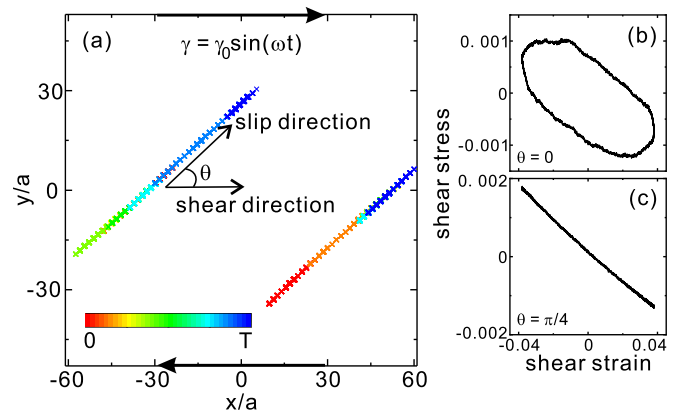 (a)
γ = γ₀sin(ωt)
30
slip direction
θ
0
shear direction
y/a
-30
0
T
-60
-30
0
30
60
x/a
(b)
0. 001
0
-0.001
θ = 0
shear stress
(c)
0. 002
0
-0.002
θ = π/4
-0.04
0
0.04
shear strain